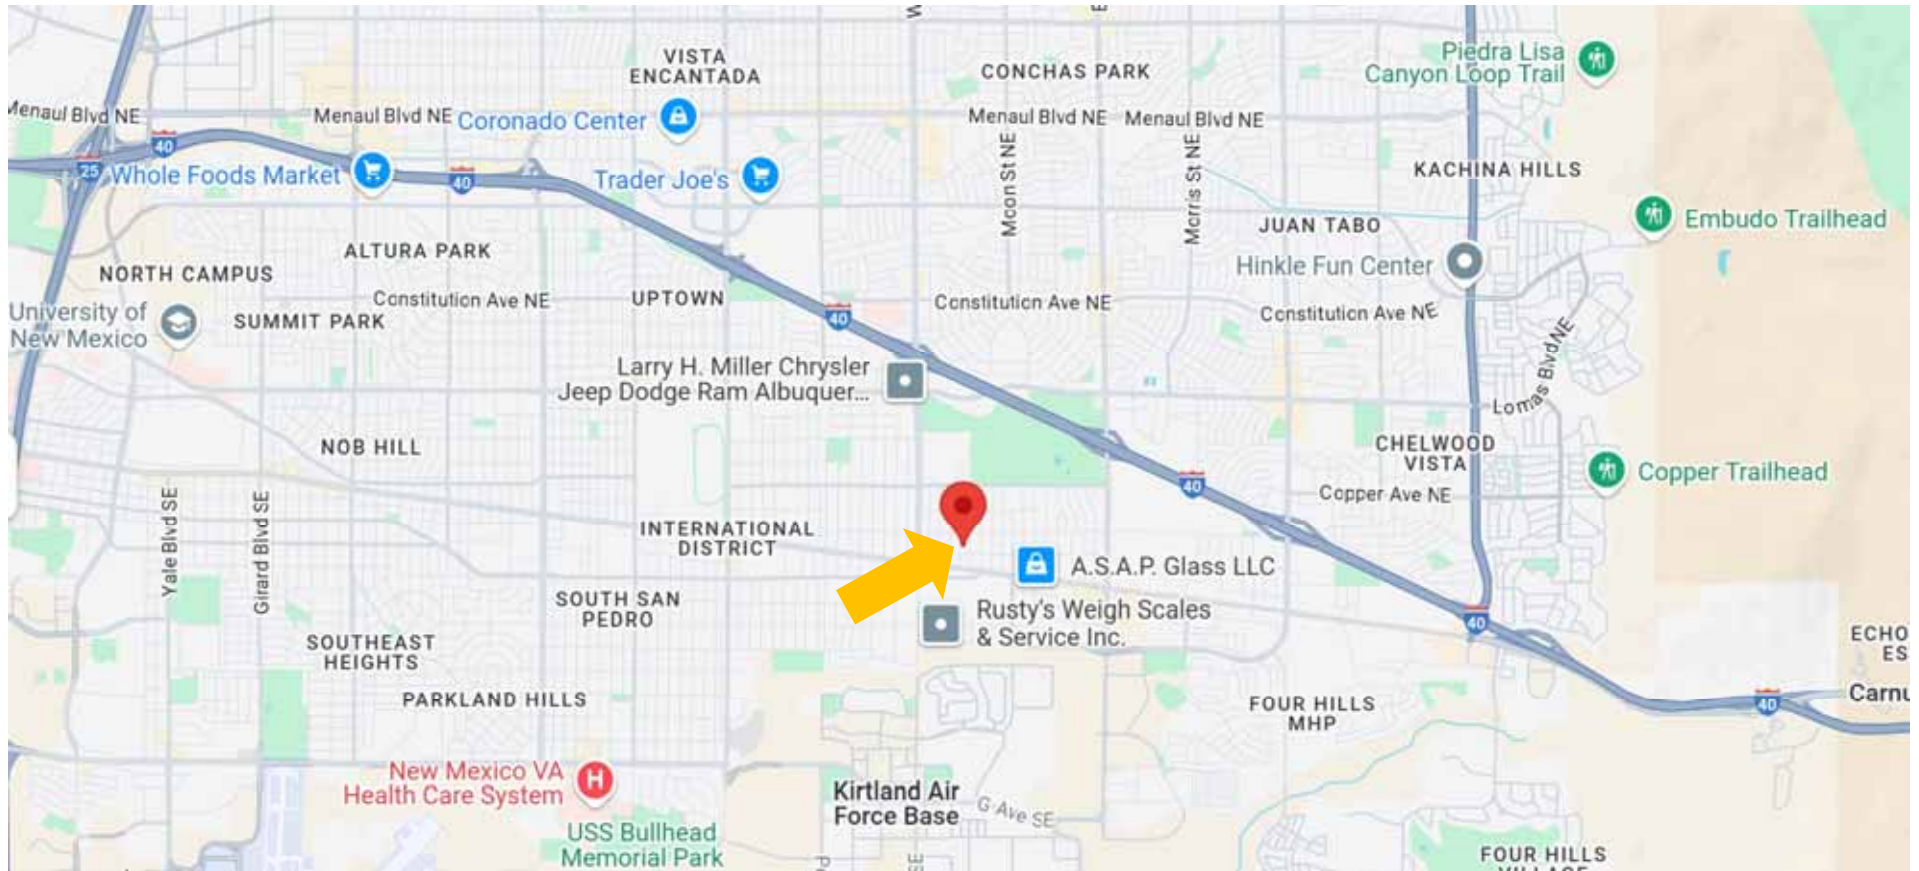 VISTA
ENCANTADA
CONCHAS PARK
Piedra Lisa
Canyon Loop Trail
Menaul Blvd NE
Menaul Blvd NE
Coronado Center
Menaul Blvd NE
Menaul Blvd NE
40
25
Whole Foods Market
40
Trader Joe's
Moon St NE
Morris St NE
KACHINA HILLS
JUAN TABO
Embudo Trailhead
ALTURA PARK
NORTH CAMPUS
Hinkle Fun Center
Constitution Ave NE
UPTOWN
Constitution Ave NE
Constitution Ave NE
University of
New Mexico
SUMMIT PARK
40
Larry H. Miller Chrysler
Jeep Dodge Ram Albuquer...
Lomas Blvd NE
NOB HILL
CHELWOOD
VISTA
Copper Trailhead
40
Copper Ave NE
Yale Blvd SE
Girard Blvd SE
INTERNATIONAL
DISTRICT
A.S.A.P. Glass LLC
SOUTH SAN
PEDRO
Rusty's Weigh Scales
& Service Inc.
40
SOUTHEAST
HEIGHTS
ECHO
ES
PARKLAND HILLS
FOUR HILLS
MHP
40
Carnu
New Mexico VA
Health Care System
H
Kirtland Air
Force Base
G Ave SE
USS Bullhead
Memorial Park
FOUR HILLS
VILLAGE